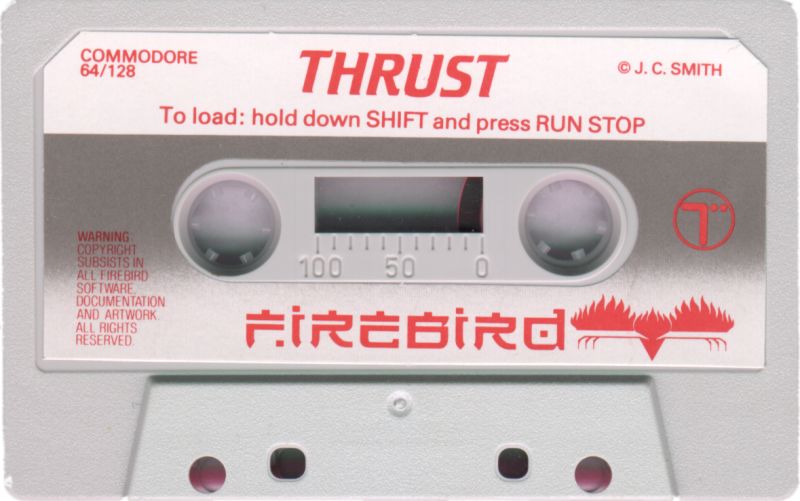 COMMODORE
64/128
THRUST
© J. C. SMITH
To load: hold down SHIFT and press RUN STOP
WARNING
COPYRIGHT
SUBSISTS IN
ALL FIREBIRD
SOFTWARE,
DOCUMENTATION
AND ARTWORK.
ALL RIGHTS
RESERVED.
100 50 0
FIREBIRD